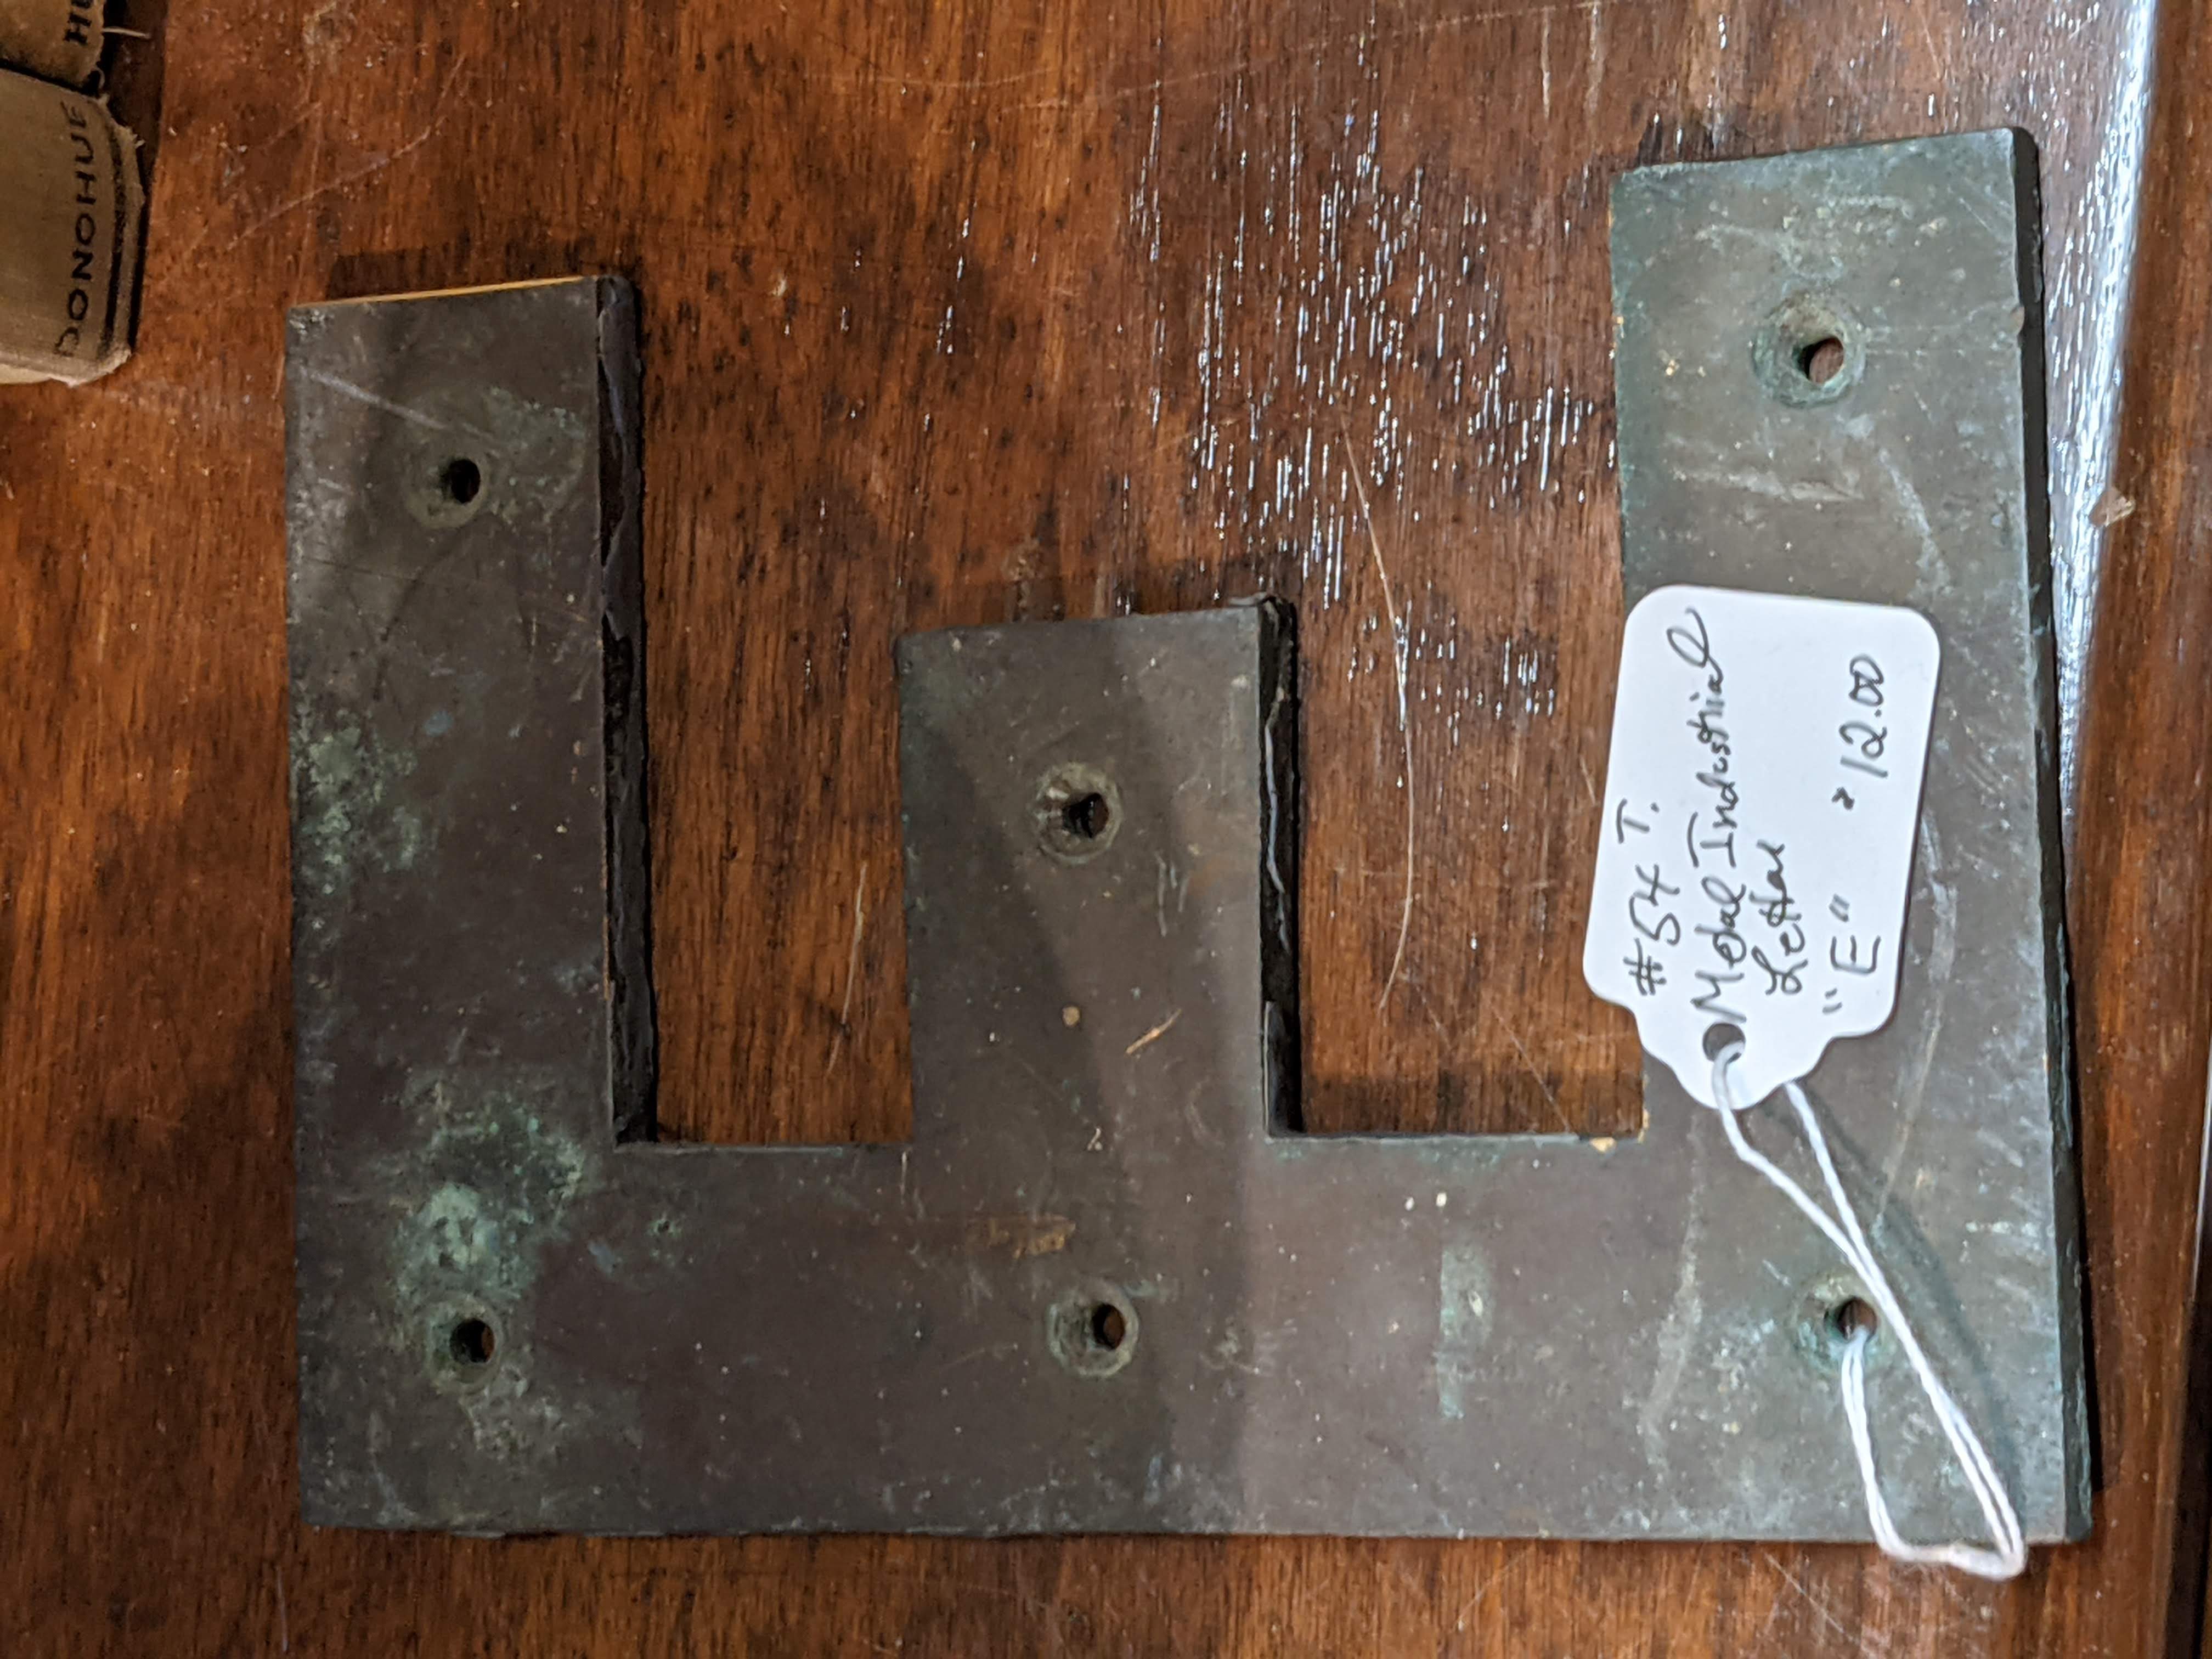 DONOHUE
#54 T.
Metal Industrial
Letter
"E" $12.00